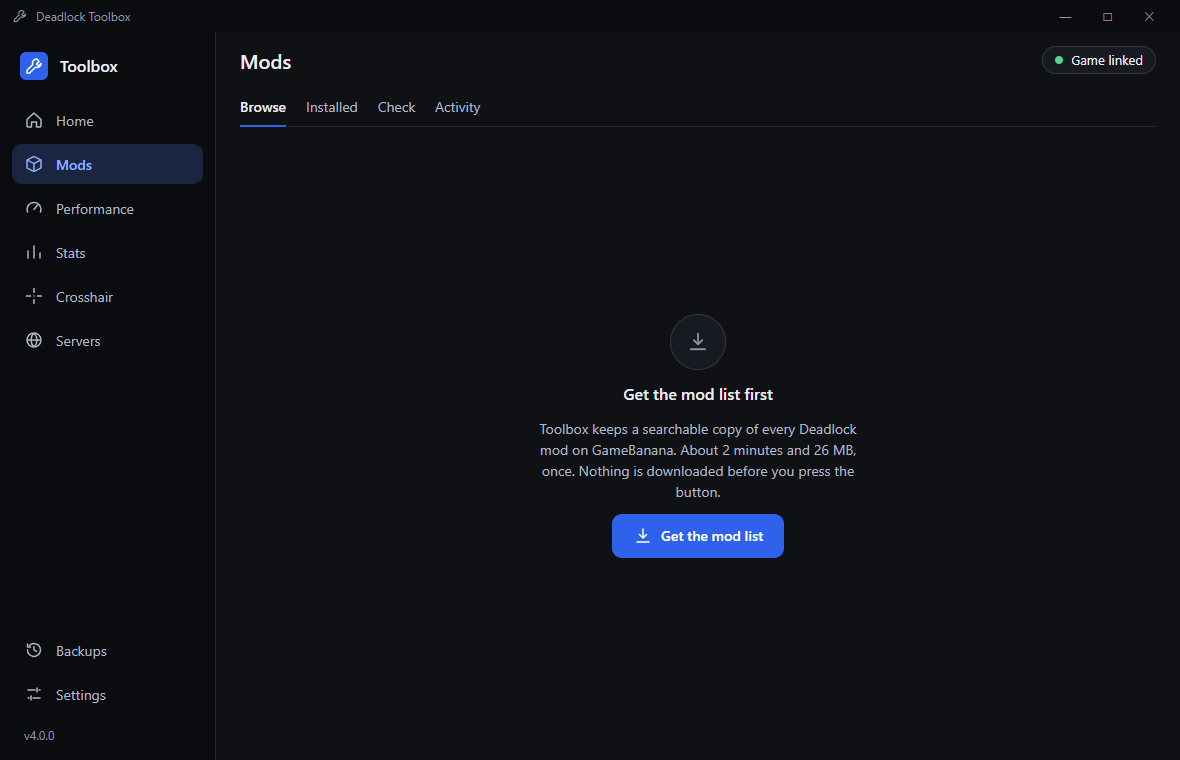 Deadlock Toolbox
Toolbox
Home
Mods
Performance
Stats
Crosshair
Servers
Backups
Settings
v4.0.0
Mods
Game linked
Browse
Installed
Check
Activity
Get the mod list first
Toolbox keeps a searchable copy of every Deadlock
mod on GameBanana. About 2 minutes and 26 MB,
once. Nothing is downloaded before you press the
button.
Get the mod list